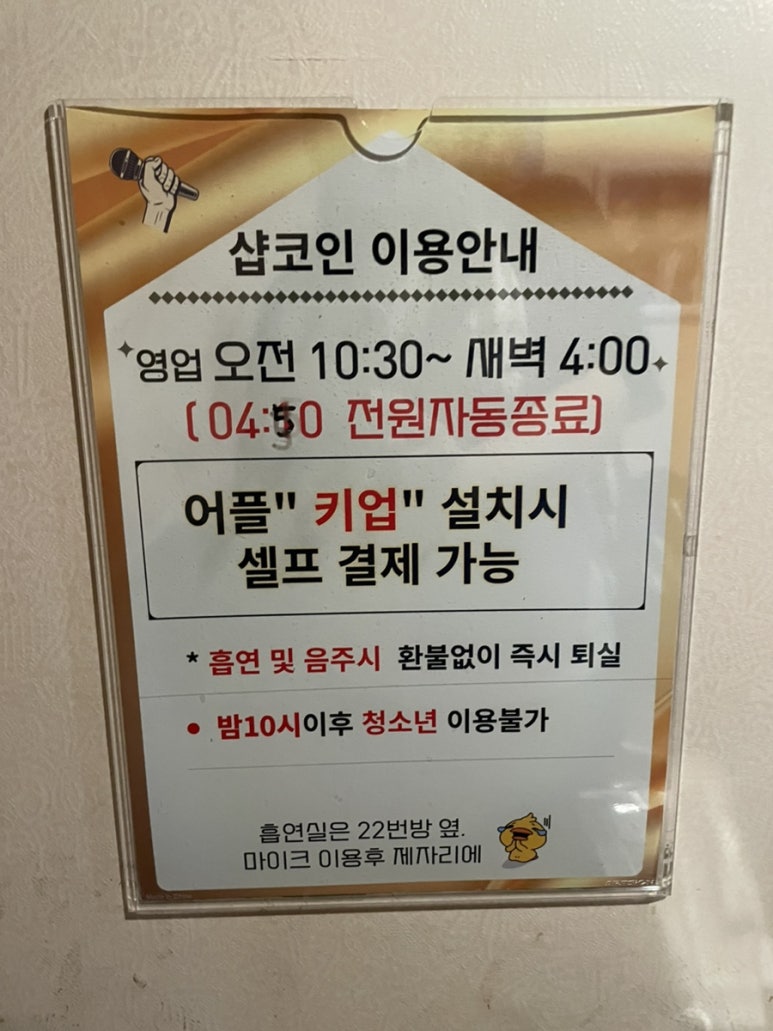 샵코인 이용안내
영업 오전 10:30~ 새벽 4:00
(04:50 전원자동종료)
어플" 키업" 설치시
셀프 결제 가능
* 흡연 및 음주시 환불없이 즉시 퇴실
• 밤10시이후 청소년 이용불가
흡연실은 22번방 옆.
마이크 이용후 제자리에